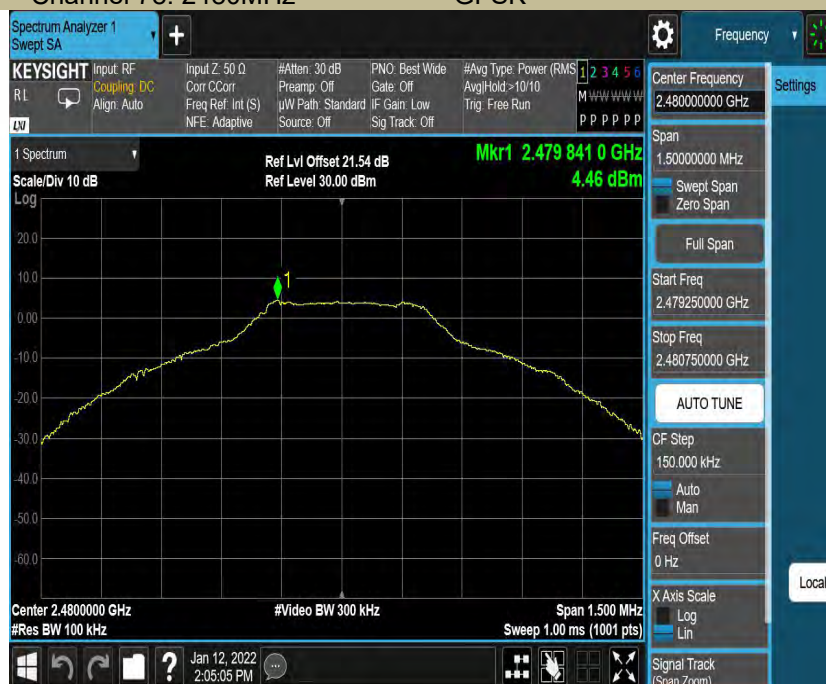 Channel 78: 2480MHz GFSK
Spectrum Analyzer 1
Swept SA
+
Frequency
KEYSIGHT
RL
LXI
Input: RF
Coupling: DC
Align: Auto
Input Z: 50 Ω
Corr CCorr
Freq Ref: Int (S)
NFE: Adaptive
#Atten: 30 dB
Preamp: Off
µW Path: Standard
Source: Off
PNO: Best Wide
Gate: Off
IF Gain: Low
Sig Track: Off
#Avg Type: Power (RMS
Avg|Hold:>10/10
Trig: Free Run
1 2 3 4 5 6
M W W W W W
P P P P P P
Center Frequency
2.480000000 GHz
Settings
Span
1.50000000 MHz
Swept Span
Zero Span
Full Span
Start Freq
2.479250000 GHz
Stop Freq
2.480750000 GHz
AUTO TUNE
CF Step
150.000 kHz
Auto
Man
Freq Offset
0 Hz
X Axis Scale
Log
Lin
Local
Signal Track
(Span Zoom)
1 Spectrum
Scale/Div 10 dB
Log
Ref Lvl Offset 21.54 dB
Ref Level 30.00 dBm
Mkr1 2.479 841 0 GHz
4.46 dBm
1
20.0
10.0
0.00
-10.0
-20.0
-30.0
-40.0
-50.0
-60.0
Center 2.4800000 GHz
#Res BW 100 kHz
#Video BW 300 kHz
Span 1.500 MHz
Sweep 1.00 ms (1001 pts)
?
Jan 12, 2022
2:05:05 PM